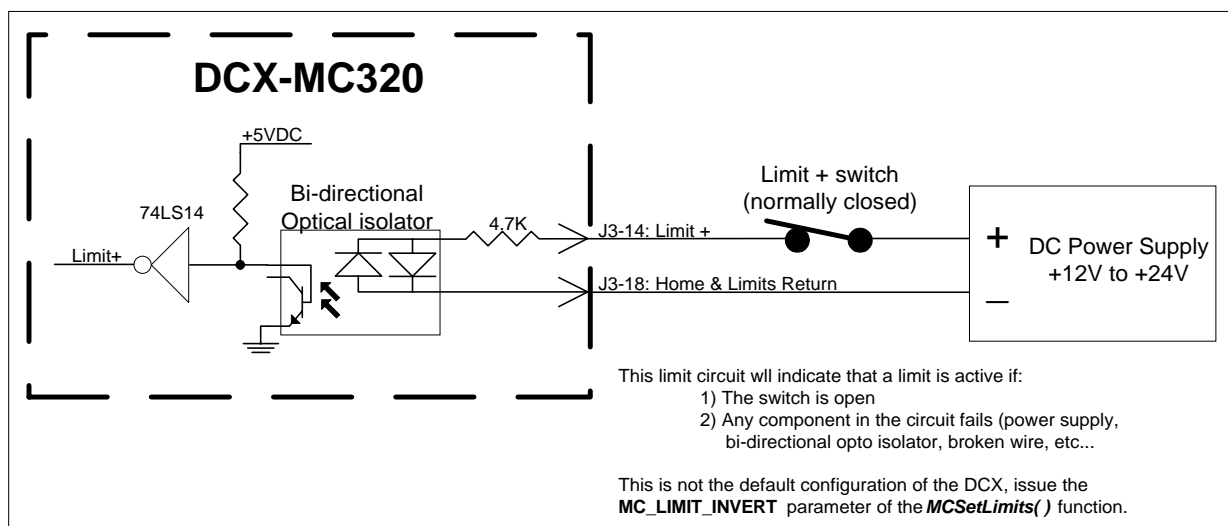 DCX-MC320
+5VDC
Bi-directional
Optical isolator
74LS14
4.7K
Limit+
J3-14: Limit +
J3-18: Home & Limits Return
Limit + switch
(normally closed)
+
DC Power Supply
+12V to +24V
_
This limit circuit wll indicate that a limit is active if:
1) The switch is open
2) Any component in the circuit fails (power supply,
bi-directional opto isolator, broken wire, etc...
This is not the default configuration of the DCX, issue the
MC_LIMIT_INVERT parameter of the MCSetLimits( ) function.